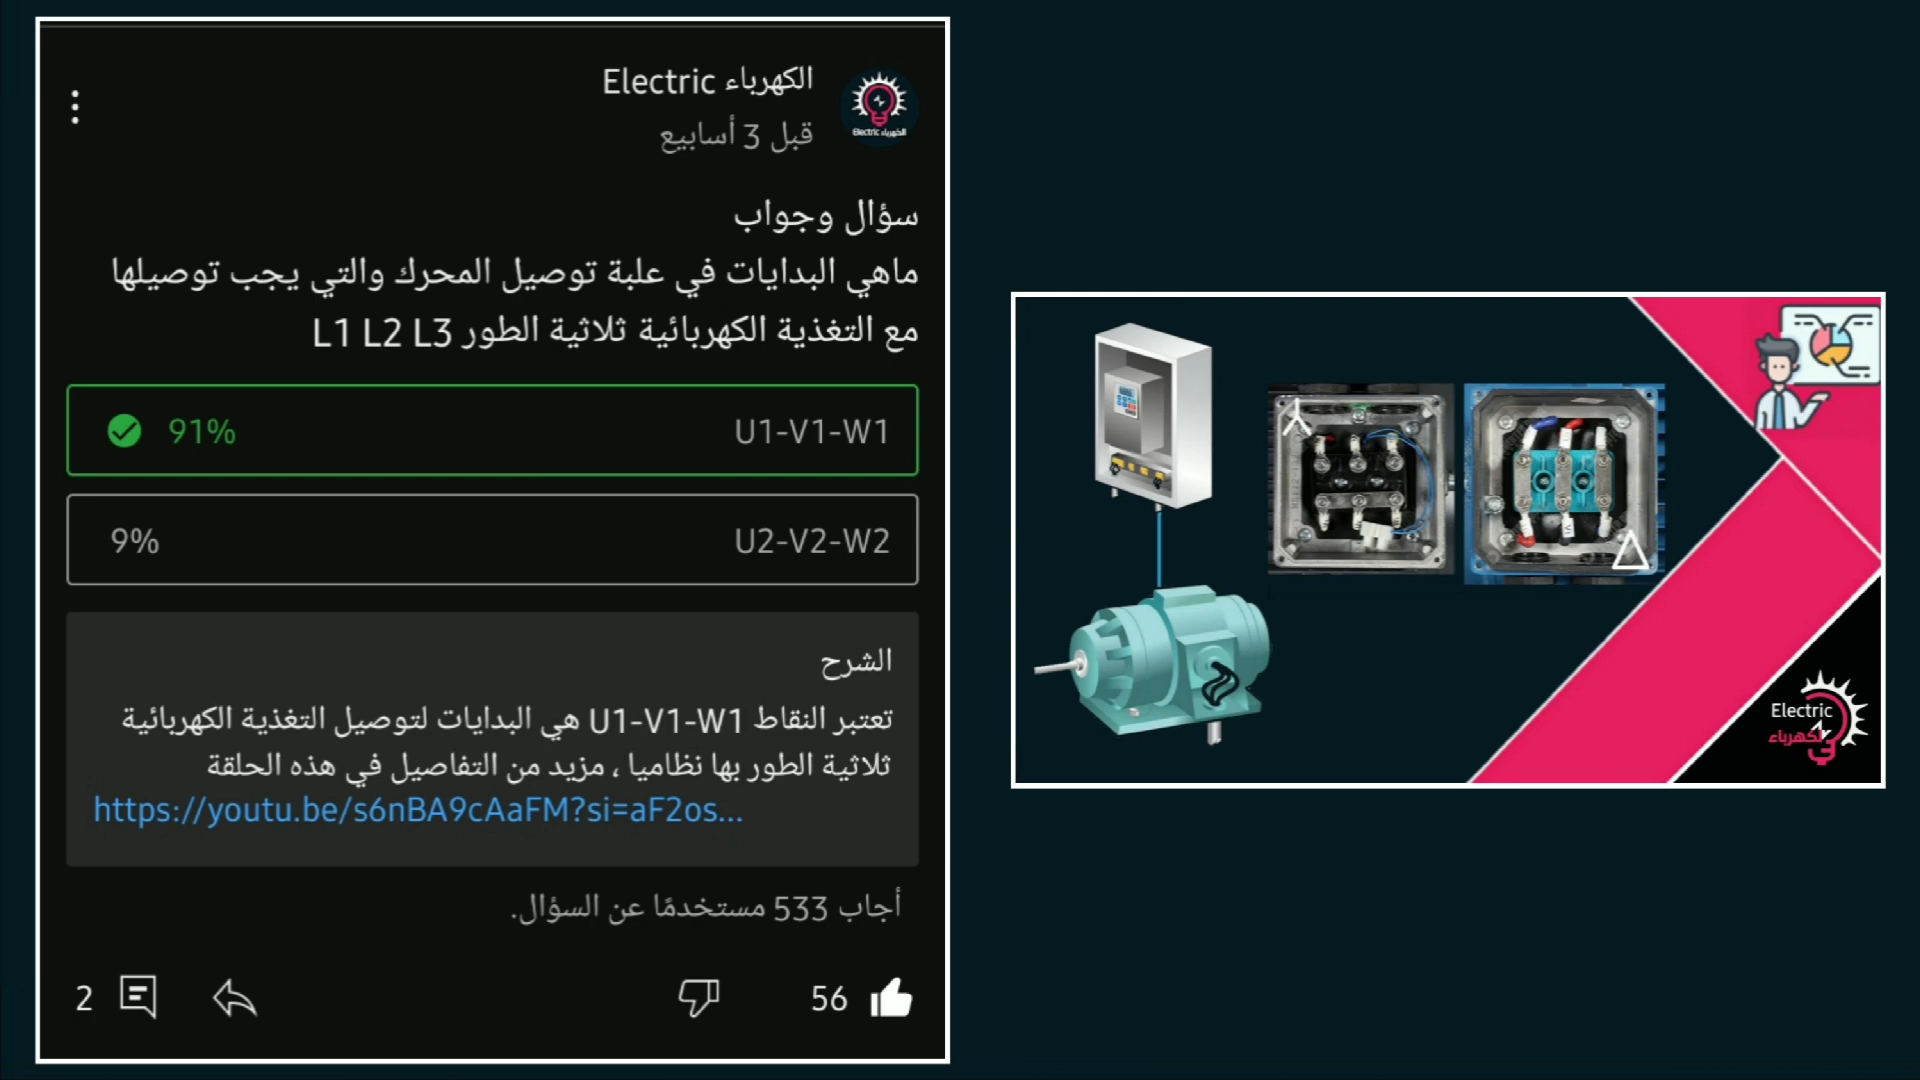 الكهرباء Electric
قبل 3 أسابيع
الكهرباء Electric
سؤال وجواب
ماهي البدايات في علبة توصيل المحرك والتي يجب توصيلها
مع التغذية الكهربائية ثلاثية الطور L1 L2 L3
91% U1-V1-W1
9% U2-V2-W2
الشرح
تعتبر النقاط U1-V1-W1 هي البدايات لتوصيل التغذية الكهربائية
ثلاثية الطور بها نظاميا ، مزيد من التفاصيل في هذه الحلقة
https://youtu.be/s6nBA9cAaFM?si=aF2os...
أجاب 533 مستخدمًا عن السؤال.
56
2
Electric
الكهرباء